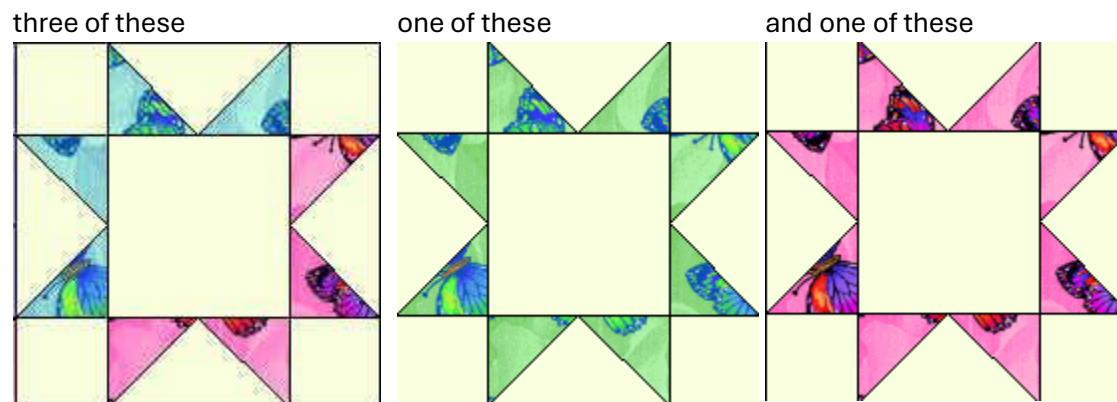 three of these
one of these
and one of these